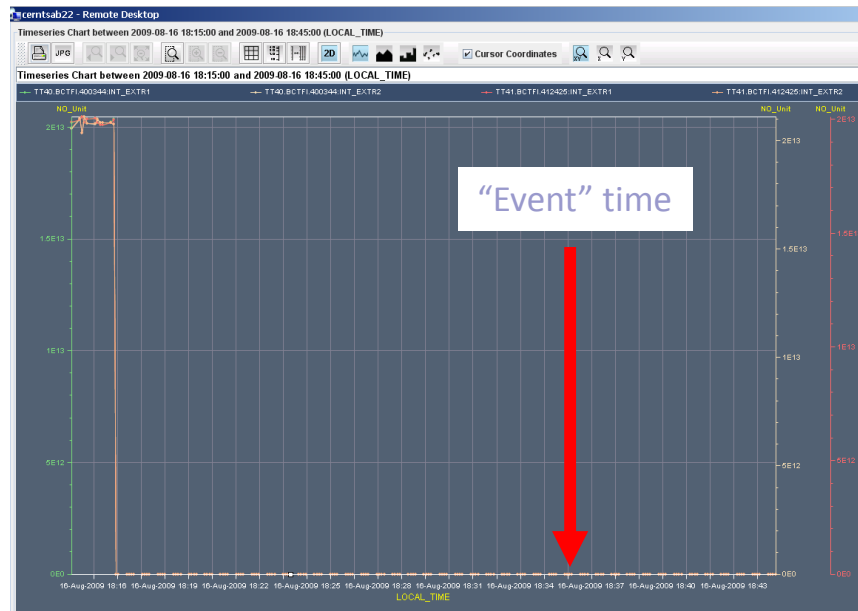 cerntsab22 - Remote Desktop
Timeseries Chart between 2009-08-16 18:15:00 and 2009-08-16 18:45:00 (LOCAL_TIME)
JPG 2D Cursor Coordinates XY X Y
Timeseries Chart between 2009-08-16 18:15:00 and 2009-08-16 18:45:00 (LOCAL_TIME)
TT40.BCTFI.400344:INT_EXTR1 TT40.BCTFI.400344:INT_EXTR2 TT41.BCTFI.412425:INT_EXTR1 TT41.BCTFI.412425:INT_EXTR2
NO_Unit NO_Unit NO_Unit
2E13 2E13 2E13
“Event” time
1.5E13 1.5E13 1.5E1
1E13 1E13 1E13
5E12 5E12 5E12
0E0 0E0 0E0
16-Aug-2009 18:16 16-Aug-2009 18:19 16-Aug-2009 18:22 16-Aug-2009 18:25 16-Aug-2009 18:28 16-Aug-2009 18:31 16-Aug-2009 18:34 16-Aug-2009 18:37 16-Aug-2009 18:40 16-Aug-2009 18:43
LOCAL_TIME